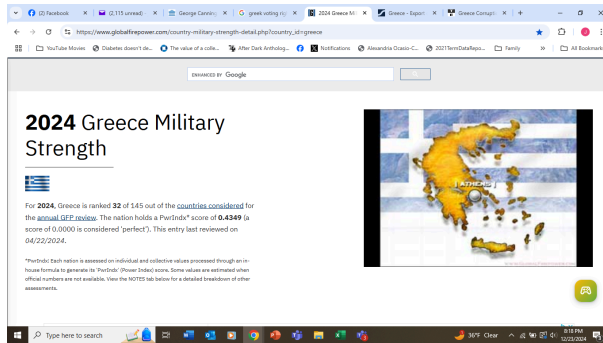 (2) Facebook
(2,115 unread) -
George Canning
greek voting rig
2024 Greece Mi
Greece - Export
Greece Corrupti
https://www.globalfirepower.com/country-military-strength-detail.php?country_id=greece
YouTube Movies
Diabetes doesn't de...
The value of a colle...
After Dark Antholog...
Notifications
Alexandria Ocasio-C...
2021TermDataRepo...
Family
»
All Bookmarks
ENHANCED BY Google
2024 Greece Military
Strength
For 2024, Greece is ranked 32 of 145 out of the countries considered for
the annual GFP review. The nation holds a PwrIndx* score of 0.4349 (a
score of 0.0000 is considered 'perfect'). This entry last reviewed on
04/22/2024.
*PwrIndx: Each nation is assessed on individual and collective values processed through an in-
house formula to generate its 'PwrIndx' (Power Index) score. Some values are estimated when
official numbers are not available. View the NOTES tab below for a detailed breakdown of other
assessments.
ATHENS
Type here to search
36°F Clear
8:18 PM
12/23/2024